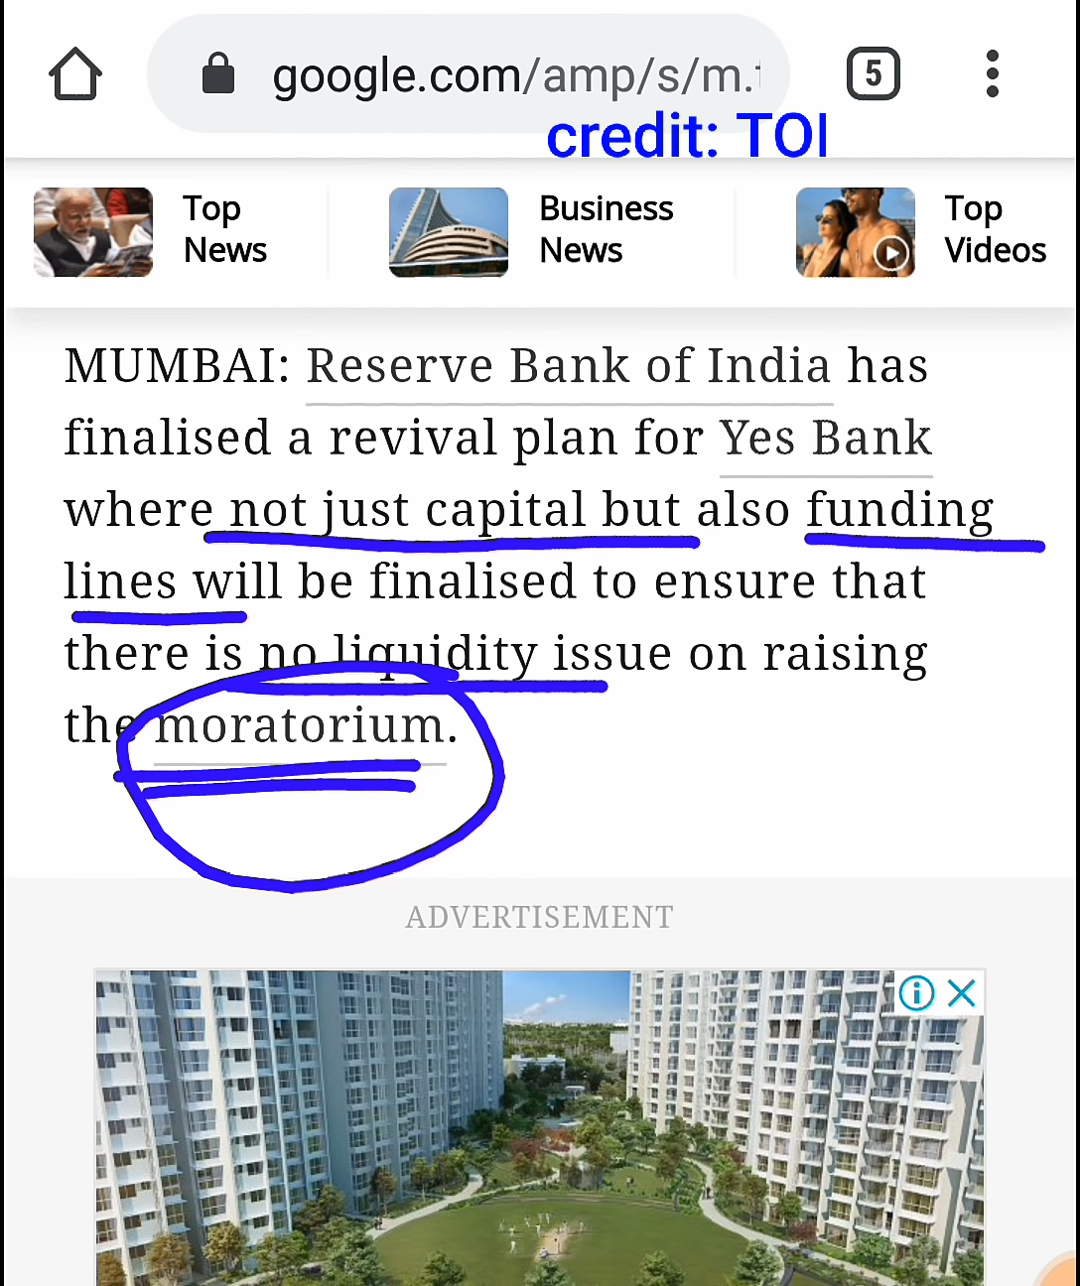 google.com/amp/s/m.
5
credit: TOI
Top
News
Business
News
Top
Videos
MUMBAI: Reserve Bank of India has
finalised a revival plan for Yes Bank
where not just capital but also funding
lines will be finalised to ensure that
there is no liquidity issue on raising
the moratorium.
ADVERTISEMENT